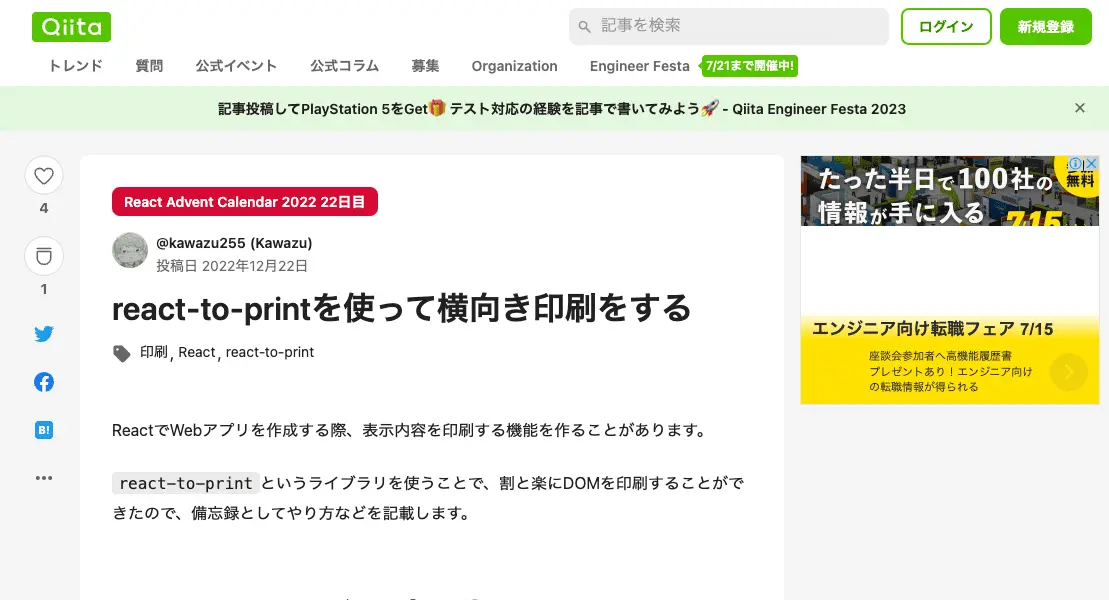 Qiita
記事を検索
ログイン
新規登録
トレンド 質問 公式イベント 公式コラム 募集 Organization Engineer Festa 7/21まで開催中!
記事投稿してPlayStation 5をGet🎁 テスト対応の経験を記事で書いてみよう🚀 - Qiita Engineer Festa 2023
4
1
B!
React Advent Calendar 2022 22日目
@kawazu255 (Kawazu)
投稿日 2022年12月22日
react-to-printを使って横向き印刷をする
印刷, React, react-to-print
ReactでWebアプリを作成する際、表示内容を印刷する機能を作ることがあります。
react-to-printというライブラリを使うことで、割と楽にDOMを印刷することがで
きたので、備忘録としてやり方などを記載します。
たった半日で100社の
情報が手に入る
無料
7.15
エンジニア向け転職フェア 7/15
座談会参加者へ高機能履歴書
プレゼントあり！エンジニア向け
の転職情報が得られる